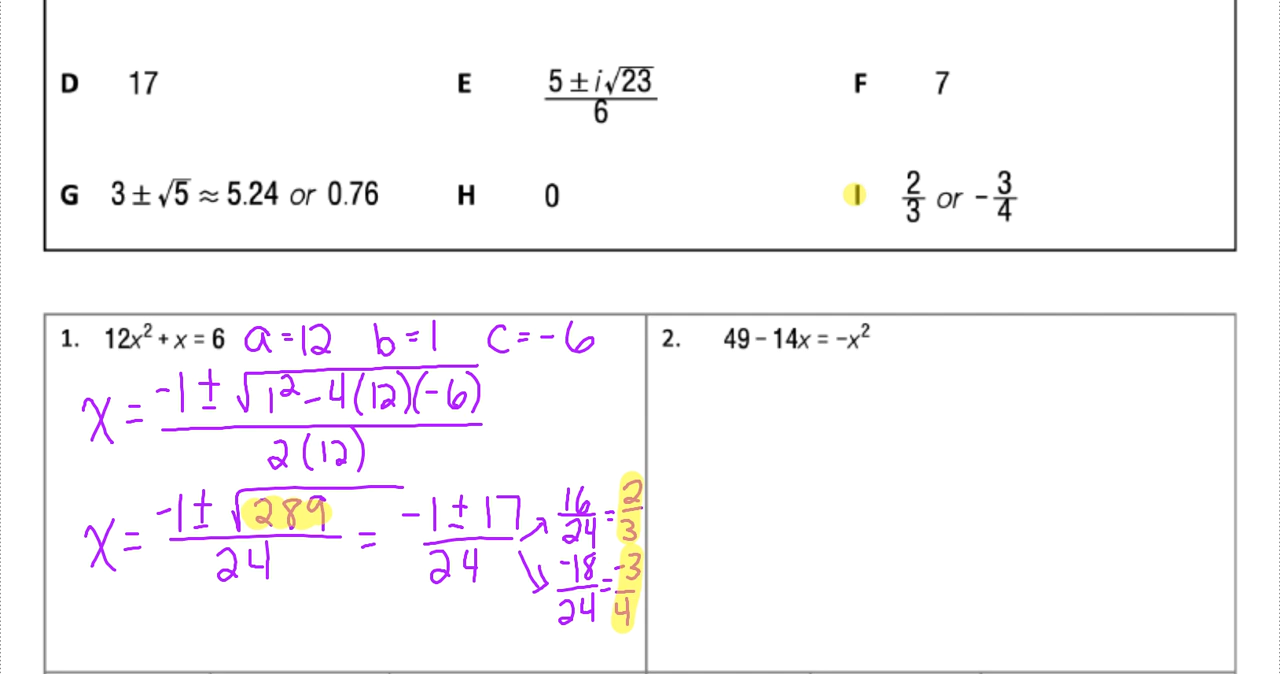 D 17 E (5 ± i√23)/6 F 7
G 3 ± √5 ≈ 5.24 or 0.76 H 0 I 2/3 or -3/4
1. 12x² + x = 6 a = 12 b = 1 c = -6
x = (-1 ± √(1² - 4(12)(-6)))/(2(12))
x = (-1 ± √289)/24 = (-1 ± 17)/24 ↗ 16/24 = 2/3
↘ -18/24 = -3/4
2. 49 - 14x = -x²